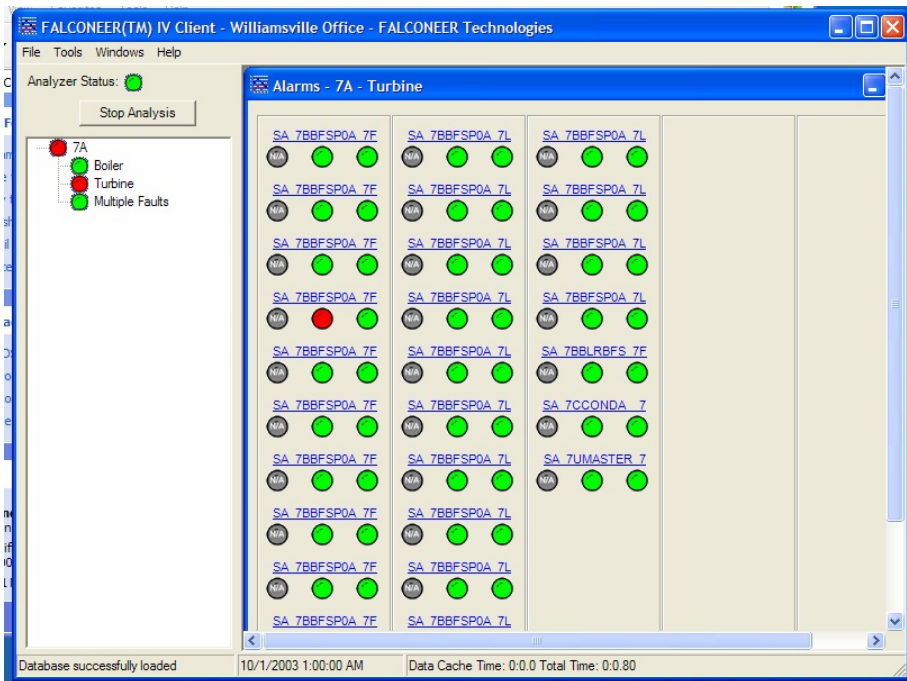 FALCONEER(TM) IV Client - Williamsville Office - FALCONEER Technologies
File Tools Windows Help
Analyzer Status:
Stop Analysis
7A
Boiler
Turbine
Multiple Faults
Alarms - 7A - Turbine
SA 7BBFSP0A 7F SA 7BBFSP0A 7L SA 7BBFSP0A 7L
N/A N/A N/A
SA 7BBFSP0A 7F SA 7BBFSP0A 7L SA 7BBFSP0A 7L
N/A N/A N/A
SA 7BBFSP0A 7F SA 7BBFSP0A 7L SA 7BBFSP0A 7L
N/A N/A N/A
SA 7BBFSP0A 7F SA 7BBFSP0A 7L SA 7BBFSP0A 7L
N/A N/A N/A
SA 7BBFSP0A 7F SA 7BBFSP0A 7L SA 7BBLRBFS 7F
N/A N/A N/A
SA 7BBFSP0A 7F SA 7BBFSP0A 7L SA 7CCONDA 7
N/A N/A N/A
SA 7BBFSP0A 7F SA 7BBFSP0A 7L SA 7UMASTER 7
N/A N/A N/A
SA 7BBFSP0A 7F SA 7BBFSP0A 7L
N/A N/A
SA 7BBFSP0A 7F SA 7BBFSP0A 7L
N/A N/A
SA 7BBFSP0A 7F SA 7BBFSP0A 7L
Database successfully loaded 10/1/2003 1:00:00 AM Data Cache Time: 0:0.0 Total Time: 0:0.80